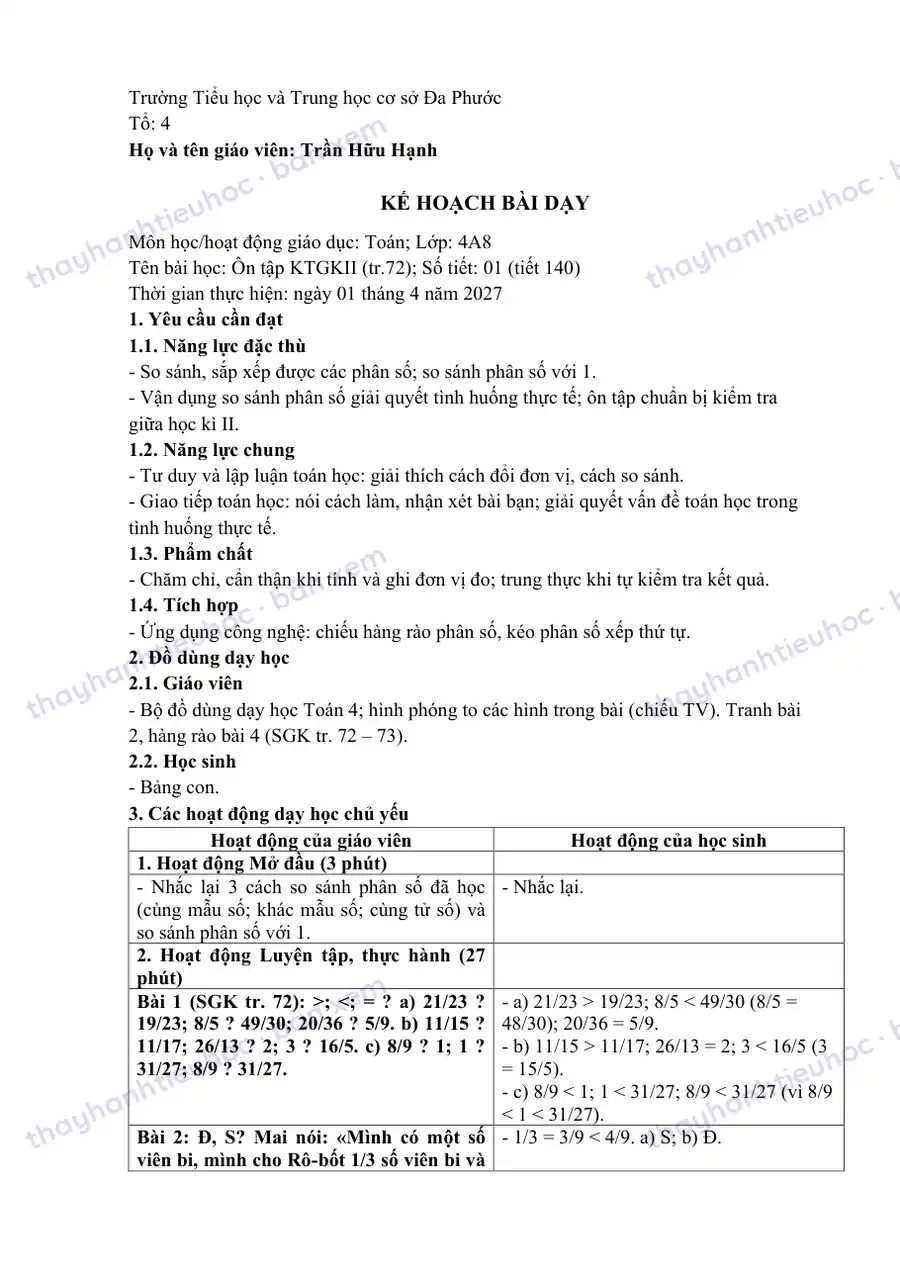 Trường Tiểu học và Trung học cơ sở Đa Phước
Tổ: 4
Họ và tên giáo viên: Trần Hữu Hạnh
KẾ HOẠCH BÀI DẠY
Môn học/hoạt động giáo dục: Toán; Lớp: 4A8
Tên bài học: Ôn tập KTGKII (tr.72); Số tiết: 01 (tiết 140)
Thời gian thực hiện: ngày 01 tháng 4 năm 2027
1. Yêu cầu cần đạt
1.1. Năng lực đặc thù
- So sánh, sắp xếp được các phân số; so sánh phân số với 1.
- Vận dụng so sánh phân số giải quyết tình huống thực tế; ôn tập chuẩn bị kiểm tra
giữa học kì II.
1.2. Năng lực chung
- Tư duy và lập luận toán học: giải thích cách đổi đơn vị, cách so sánh.
- Giao tiếp toán học: nói cách làm, nhận xét bài bạn; giải quyết vấn đề toán học trong
tình huống thực tế.
1.3. Phẩm chất
- Chăm chỉ, cẩn thận khi tính và ghi đơn vị đo; trung thực khi tự kiểm tra kết quả.
1.4. Tích hợp
- Ứng dụng công nghệ: chiếu hàng rào phân số, kéo phân số xếp thứ tự.
2. Đồ dùng dạy học
2.1. Giáo viên
- Bộ đồ dùng dạy học Toán 4; hình phóng to các hình trong bài (chiếu TV). Tranh bài
2, hàng rào bài 4 (SGK tr. 72 – 73).
2.2. Học sinh
- Bảng con.
3. Các hoạt động dạy học chủ yếu
Hoạt động của giáo viên
Hoạt động của học sinh
1. Hoạt động Mở đầu (3 phút)
- Nhắc lại 3 cách so sánh phân số đã học
(cùng mẫu số; khác mẫu số; cùng tử số) và
so sánh phân số với 1.
- Nhắc lại.
2. Hoạt động Luyện tập, thực hành (27
phút)
Bài 1 (SGK tr. 72): >; <; = ? a) 21/23 ?
19/23; 8/5 ? 49/30; 20/36 ? 5/9. b) 11/15 ?
11/17; 26/13 ? 2; 3 ? 16/5. c) 8/9 ? 1; 1 ?
31/27; 8/9 ? 31/27.
- a) 21/23 > 19/23; 8/5 < 49/30 (8/5 =
48/30); 20/36 = 5/9.
- b) 11/15 > 11/17; 26/13 = 2; 3 < 16/5 (3
= 15/5).
- c) 8/9 < 1; 1 < 31/27; 8/9 < 31/27 (vì 8/9
< 1 < 31/27).
Bài 2: Đ, S? Mai nói: «Mình có một số
viên bi, mình cho Rô-bốt 1/3 số viên bi và
- 1/3 = 3/9 < 4/9. a) S; b) Đ.
thayhanhtieuhoc · bản xem
thayhanhtieuhoc · b
thayhanhtieuhoc · bản xem
thayhanhtieuhoc · b
thayhanhtieuhoc · bản xem
thayhanhtieuhoc · b